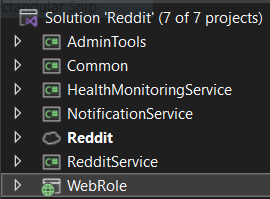 Solution 'Reddit' (7 of 7 projects)
AdminTools
Common
HealthMonitoringService
NotificationService
Reddit
RedditService
WebRole